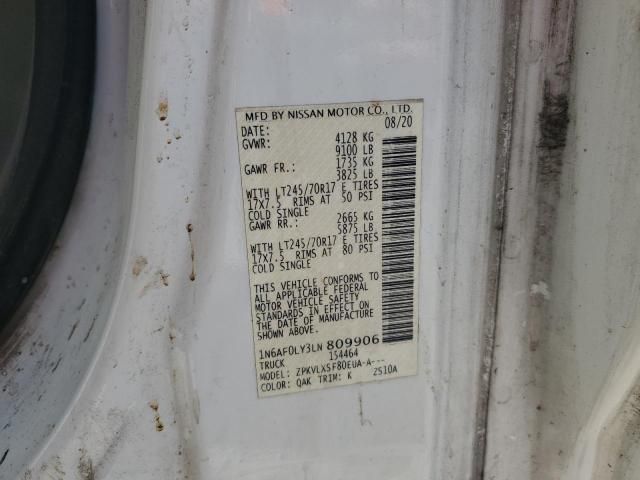 MFD BY NISSAN MOTOR CO., LTD.
DATE: 08/20
GVWR: 4128 KG
9100 LB
GAWR FR.: 1735 KG
3825 LB
WITH LT245/70R17 E TIRES
17X7.5 RIMS AT 50 PSI
COLD SINGLE
GAWR RR.: 2665 KG
5875 LB
WITH LT245/70R17 E TIRES
17X7.5 RIMS AT 80 PSI
COLD SINGLE
THIS VEHICLE CONFORMS TO
ALL APPLICABLE FEDERAL
MOTOR VEHICLE SAFETY
STANDARDS IN EFFECT ON
THE DATE OF MANUFACTURE
SHOWN ABOVE.
1N6AF0LY3LN 809906
TRUCK 154464
MODEL: ZPKVLX5F80EUA-A---
COLOR: QAK TRIM: K ZS10A